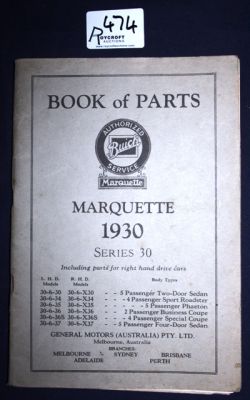 474
ROYCROFT
AUCTIONS
BOOK of PARTS
AUTHORIZED
Buick
SERVICE
Marquette
MARQUETTE
1930
SERIES 30
Including parts for right hand drive cars
L. H. D. R. H. D. Body Types
Models Models
30-6-30 30-6-X30 - - 5 Passenger Two-Door Sedan
30-6-34 30-6-X34 - - 4 Passenger Sport Roadster
30-6-35 30-6-X35 - - - 5 Passenger Phaeton
30-6-36 30-6-X36 - - 2 Passenger Business Coupe
30-6-36S 30-6-X36S - - 4 Passenger Special Coupe
30-6-37 30-6-X37 - - 5 Passenger Four-Door Sedan
GENERAL MOTORS (AUSTRALIA) PTY. LTD.
Melbourne, Australia
BRANCHES:
MELBOURNE SYDNEY BRISBANE
ADELAIDE PERTH